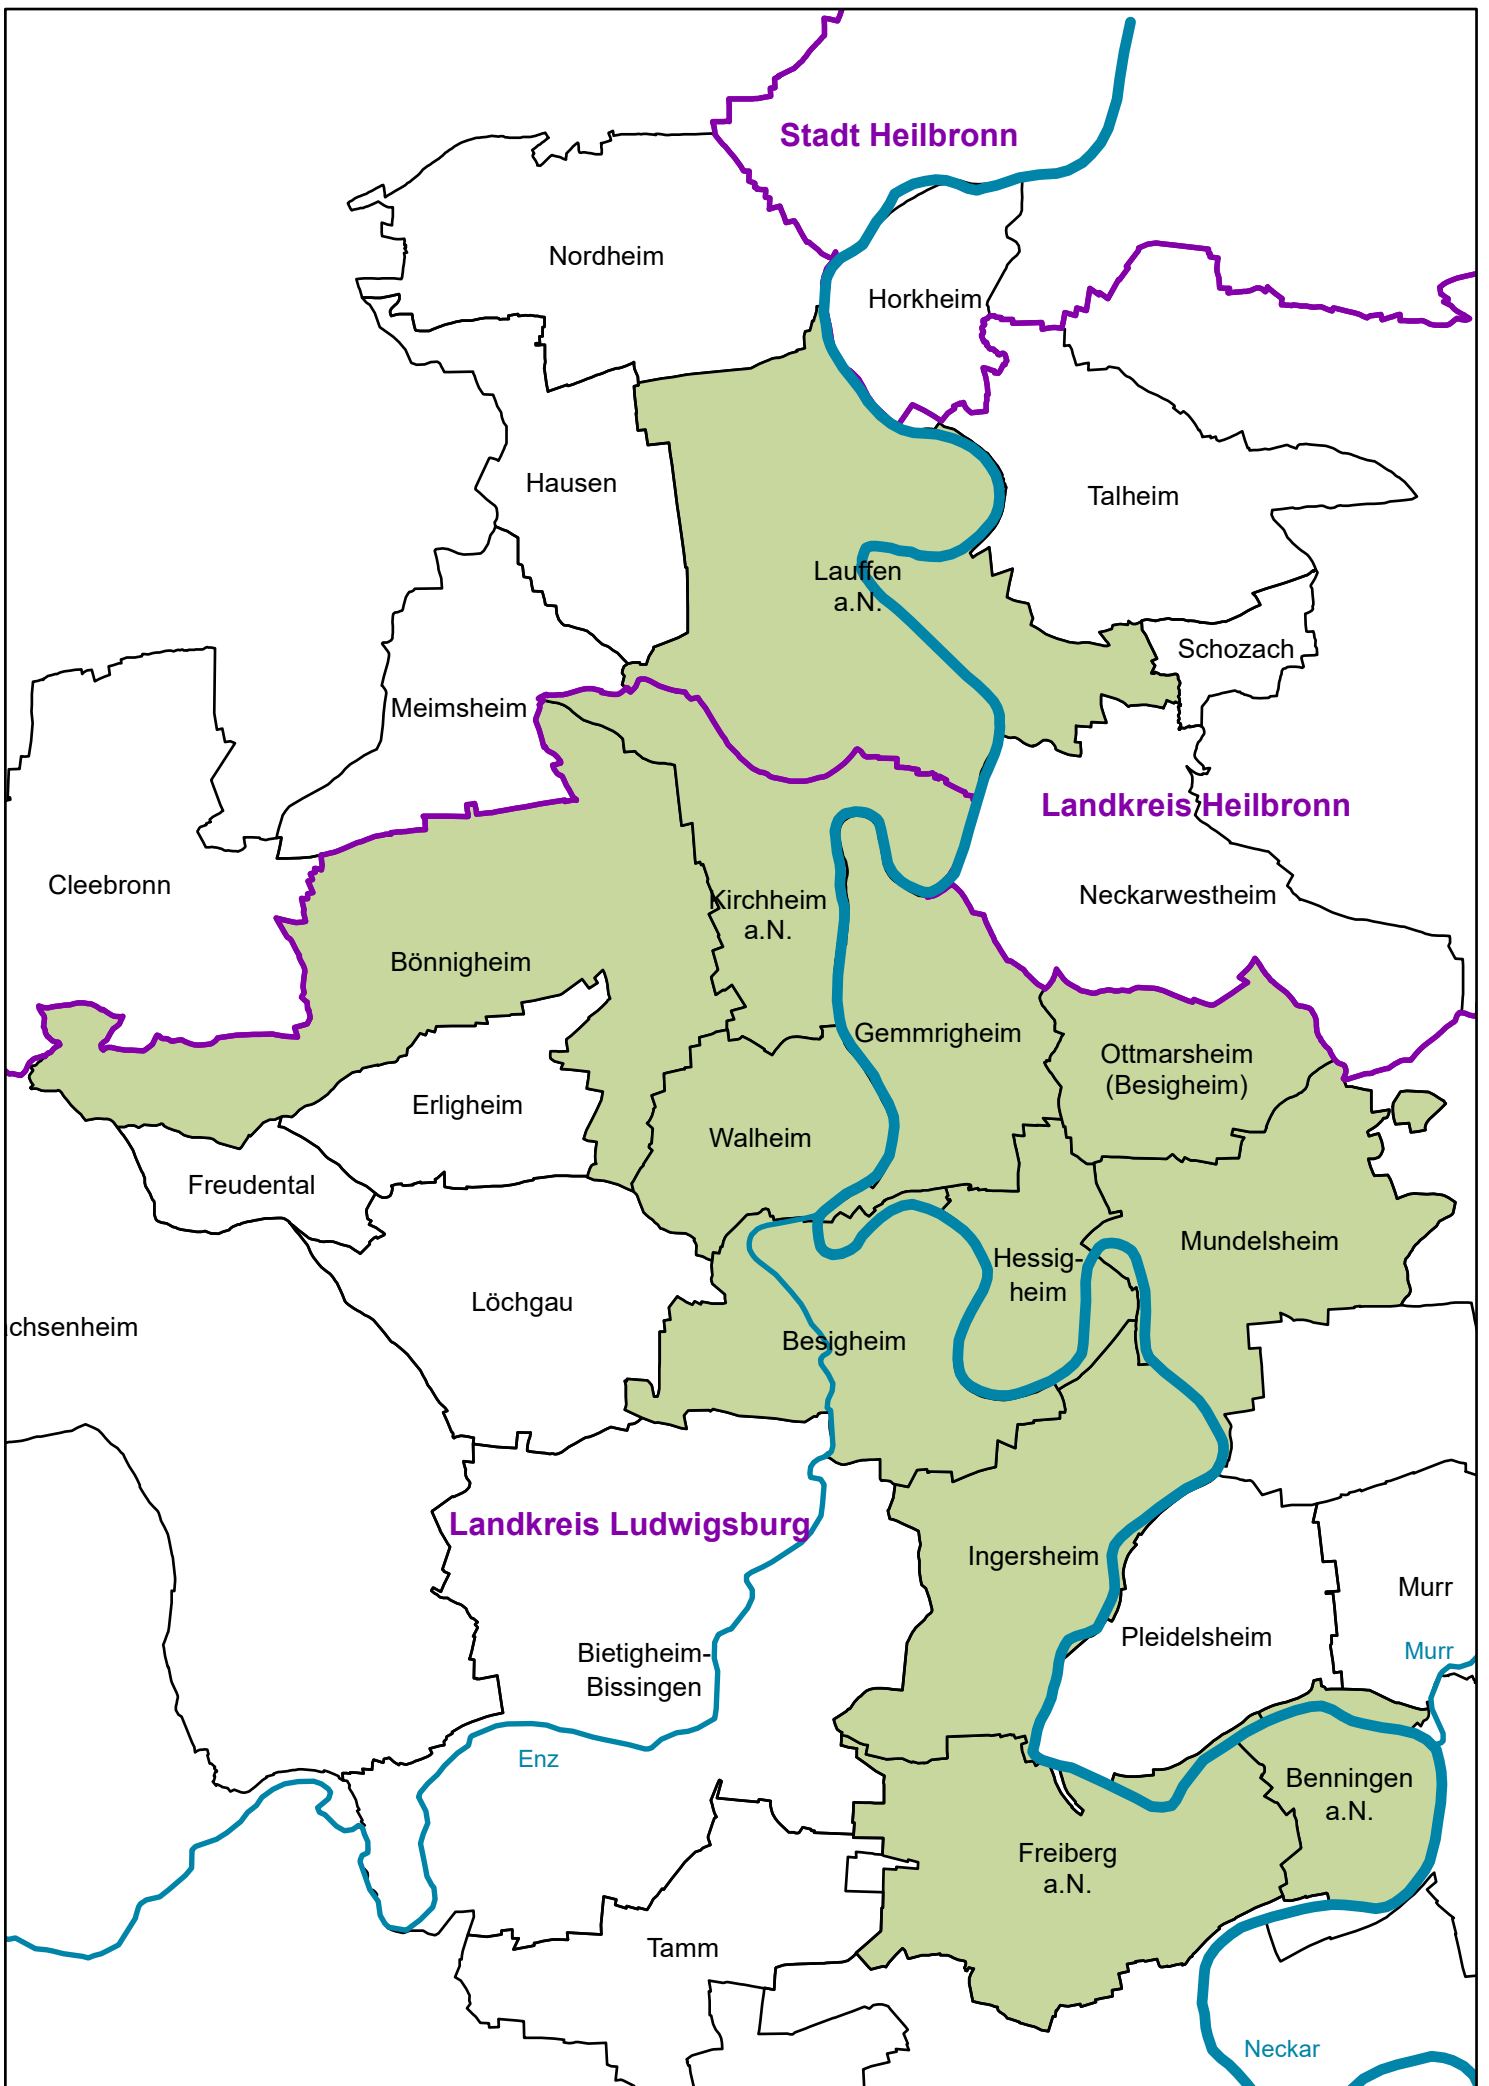 Stadt Heilbronn
Nordheim
Horkheim
Hausen
Talheim
Lauffen
a.N.
Schozach
Meimsheim
Landkreis Heilbronn
Cleebronn
Neckarwestheim
Kirchheim
a.N.
Bönnigheim
Gemmrigheim
Ottmarsheim
(Besigheim)
Erligheim
Walheim
Freudental
Mundelsheim
Hessig-
heim
Löchgau
chsenheim
Besigheim
Landkreis Ludwigsburg
Ingersheim
Murr
Pleidelsheim
Bietigheim-
Bissingen
Murr
Enz
Benningen
a.N.
Freiberg
a.N.
Tamm
Neckar